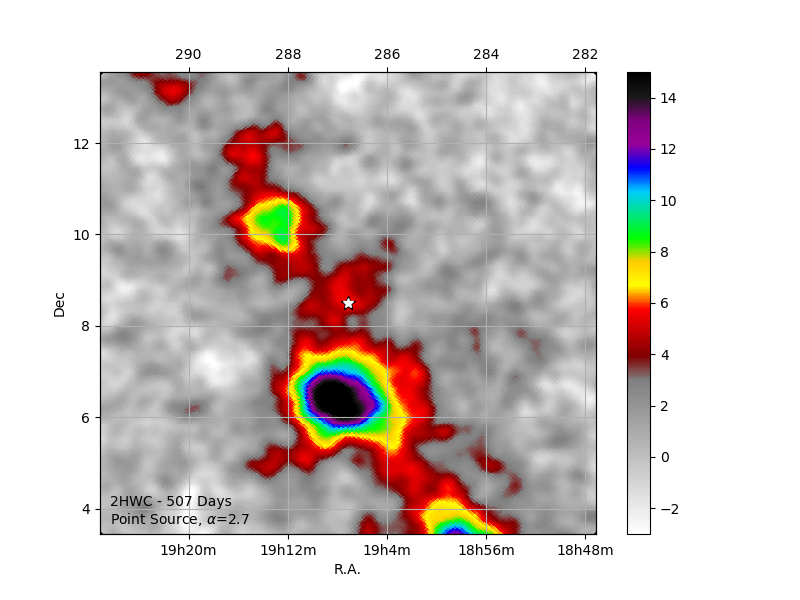 290 288 286 284 282
14
12
10
8
6
4
2
0
−2
12
10
8
6
4
Dec
2HWC - 507 Days
Point Source, α=2.7
19h20m 19h12m 19h4m 18h56m 18h48m
R.A.